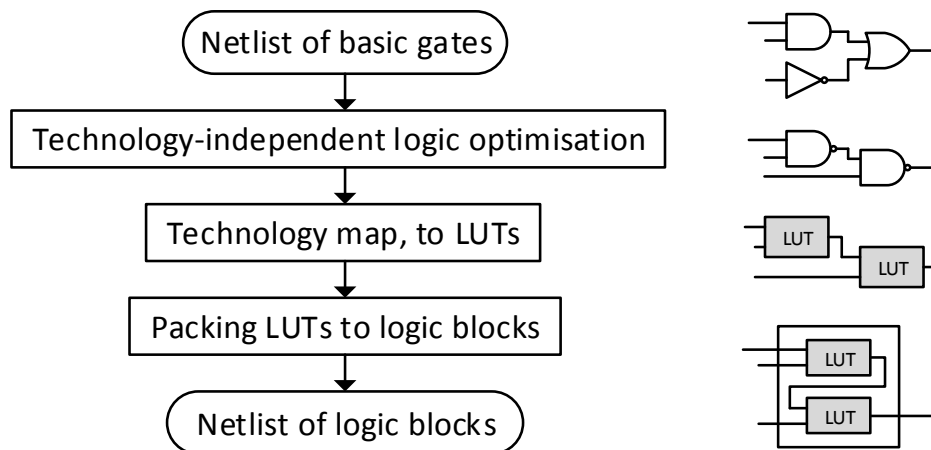 Netlist of basic gates
Technology-independent logic optimisation
Technology map, to LUTs
Packing LUTs to logic blocks
Netlist of logic blocks
LUT
LUT
LUT
LUT